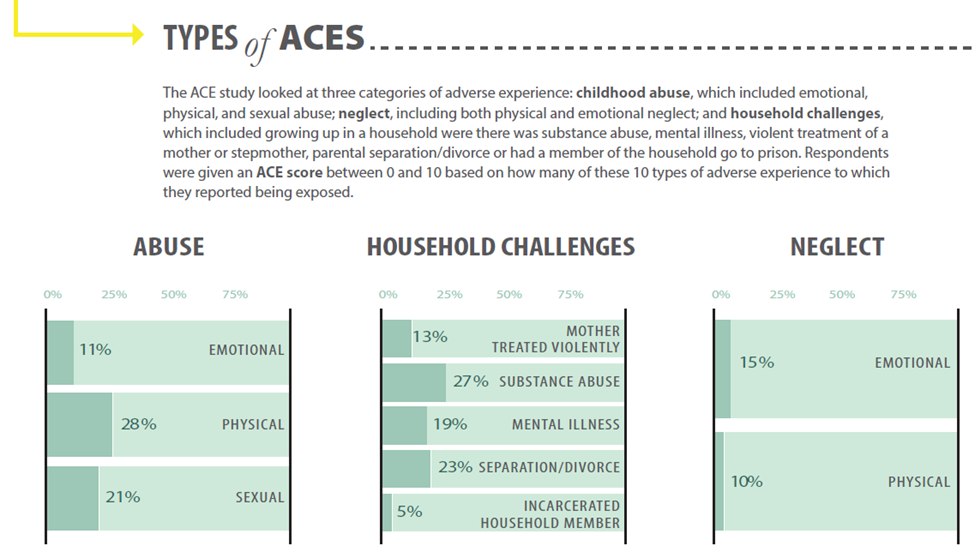 TYPES of ACES
The ACE study looked at three categories of adverse experience: childhood abuse, which included emotional,
physical, and sexual abuse; neglect, including both physical and emotional neglect; and household challenges,
which included growing up in a household were there was substance abuse, mental illness, violent treatment of a
mother or stepmother, parental separation/divorce or had a member of the household go to prison. Respondents
were given an ACE score between 0 and 10 based on how many of these 10 types of adverse experience to which
they reported being exposed.
ABUSE
0% 25% 50% 75%
11% EMOTIONAL
28% PHYSICAL
21% SEXUAL
HOUSEHOLD CHALLENGES
0% 25% 50% 75%
13% MOTHER
TREATED VIOLENTLY
27% SUBSTANCE ABUSE
19% MENTAL ILLNESS
23% SEPARATION/DIVORCE
5% INCARCERATED
HOUSEHOLD MEMBER
NEGLECT
0% 25% 50% 75%
15% EMOTIONAL
10% PHYSICAL